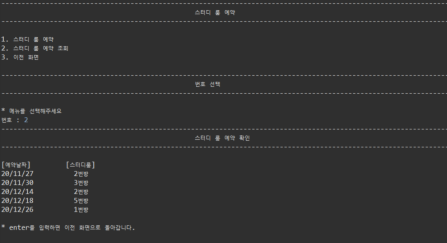 스터디 룸 예약
1. 스터디 룸 예약
2. 스터디 룸 예약 조회
3. 이전 화면
번호 선택
* 메뉴를 선택해주세요
번호 : 2
스터디 룸 예약 확인
[예약날짜] [스터디룸]
20/11/27 2번방
20/11/30 3번방
20/12/14 2번방
20/12/18 5번방
20/12/26 1번방
* enter를 입력하면 이전 화면으로 돌아갑니다.